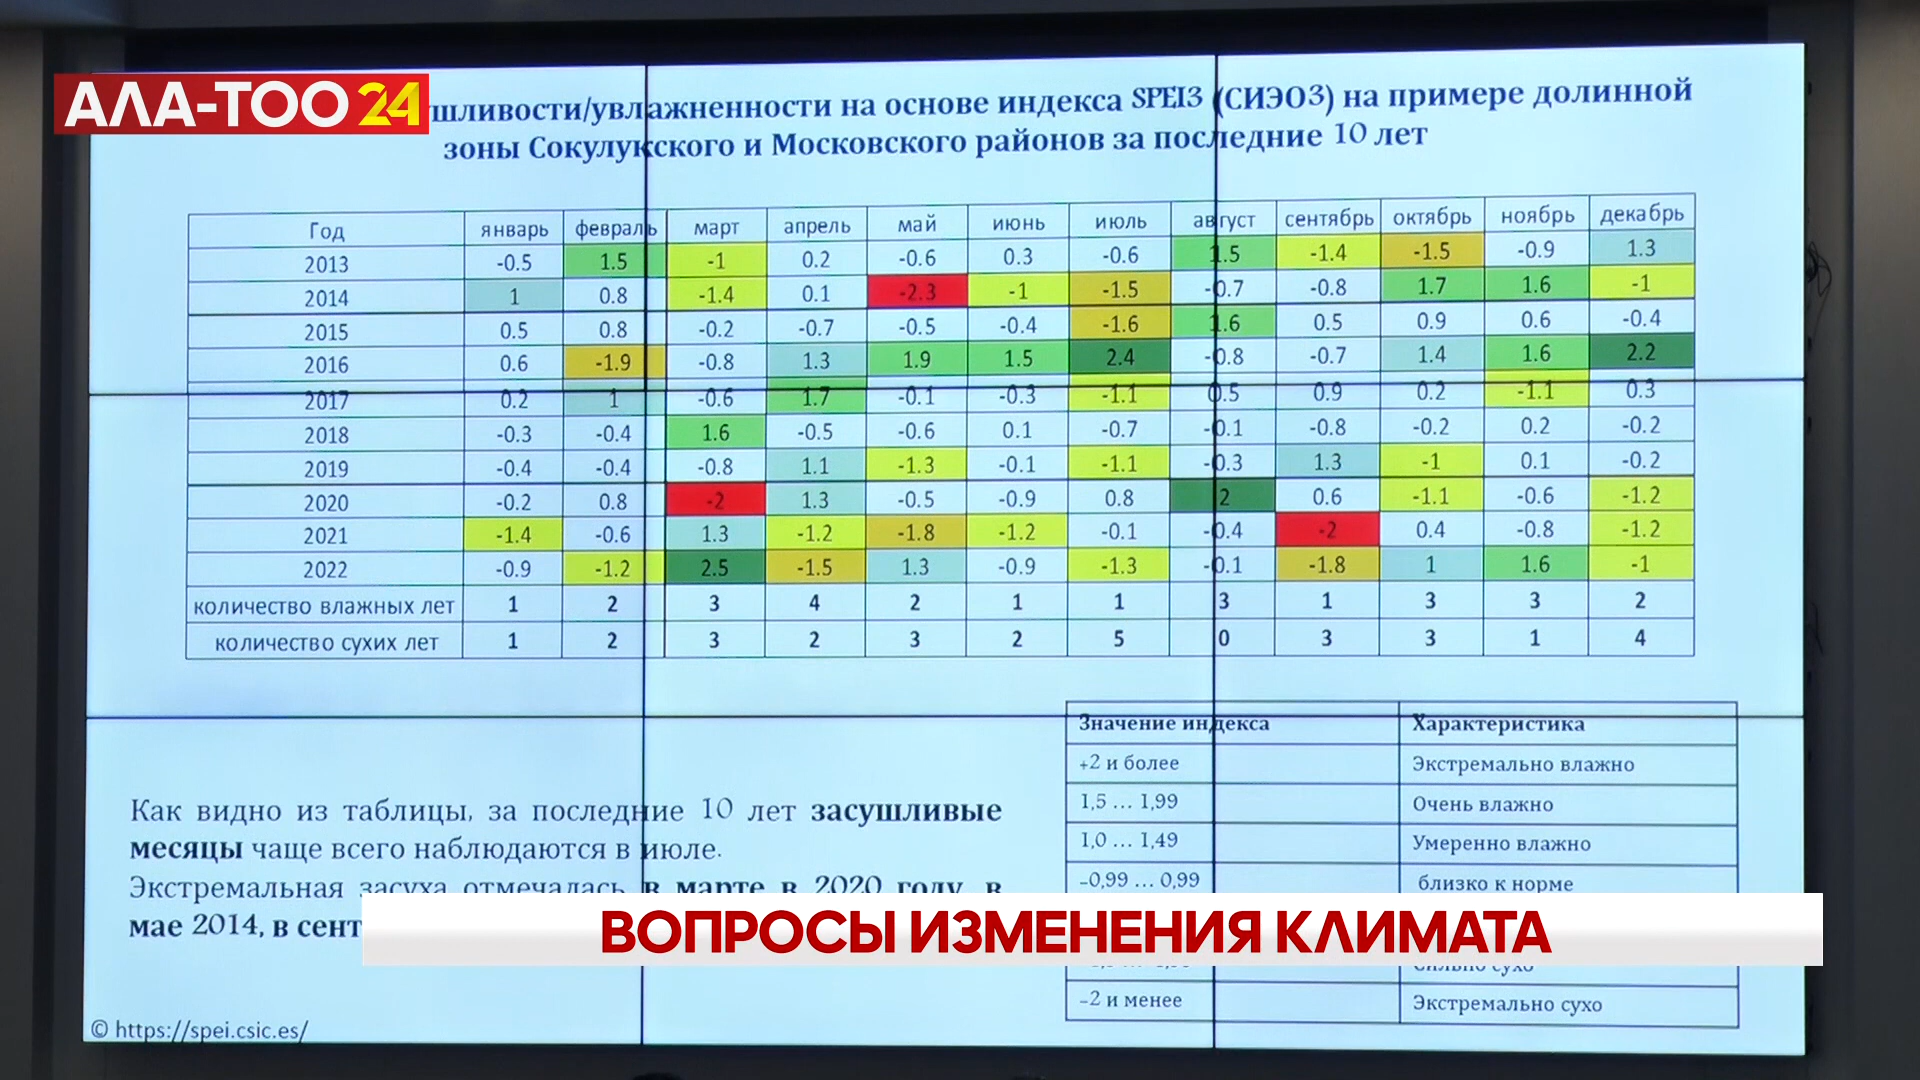 АЛА-ТОО 24
шливости/увлажненности на основе индекса SPEI3 (СИЭО3) на примере долинной
зоны Сокулукского и Московского районов за последние 10 лет
Год январь февраль март апрель май июнь июль август сентябрь октябрь ноябрь декабрь
2013 -0.5 1.5 -1 0.2 -0.6 0.3 -0.6 1.5 -1.4 -1.5 -0.9 1.3
2014 1 0.8 -1.4 0.1 -2.3 -1 -1.5 -0.7 -0.8 1.7 1.6 -1
2015 0.5 0.8 -0.2 -0.7 -0.5 -0.4 -1.6 1.6 0.5 0.9 0.6 -0.4
2016 0.6 -1.9 -0.8 1.3 1.9 1.5 2.4 -0.8 -0.7 1.4 1.6 2.2
2017 0.2 1 -0.6 1.7 -0.1 -0.3 -1.1 0.5 0.9 0.2 -1.1 0.3
2018 -0.3 -0.4 1.6 -0.5 -0.6 0.1 -0.7 -0.1 -0.8 -0.2 0.2 -0.2
2019 -0.4 -0.4 -0.8 1.1 -1.3 -0.1 -1.1 -0.3 1.3 -1 0.1 -0.2
2020 -0.2 0.8 -2 1.3 -0.5 -0.9 0.8 2 0.6 -1.1 -0.6 -1.2
2021 -1.4 -0.6 1.3 -1.2 -1.8 -1.2 -0.1 -0.4 -2 0.4 -0.8 -1.2
2022 -0.9 -1.2 2.5 -1.5 1.3 -0.9 -1.3 -0.1 -1.8 1 1.6 -1
количество влажных лет 1 2 3 4 2 1 1 3 1 3 3 2
количество сухих лет 1 2 3 2 3 2 5 0 3 3 1 4
Как видно из таблицы, за последние 10 лет засушливые
месяцы чаще всего наблюдаются в июле.
Экстремальная засуха отмечалась в марте в 2020 году, в
мае 2014, в сент
Значение индекса Характеристика
+2 и более Экстремально влажно
1,5 ... 1,99 Очень влажно
1,0 ... 1,49 Умеренно влажно
-0,99 ... 0,99 близко к норме
Сильно сухо
-2 и менее Экстремально сухо
ВОПРОСЫ ИЗМЕНЕНИЯ КЛИМАТА
© https://spei.csic.es/